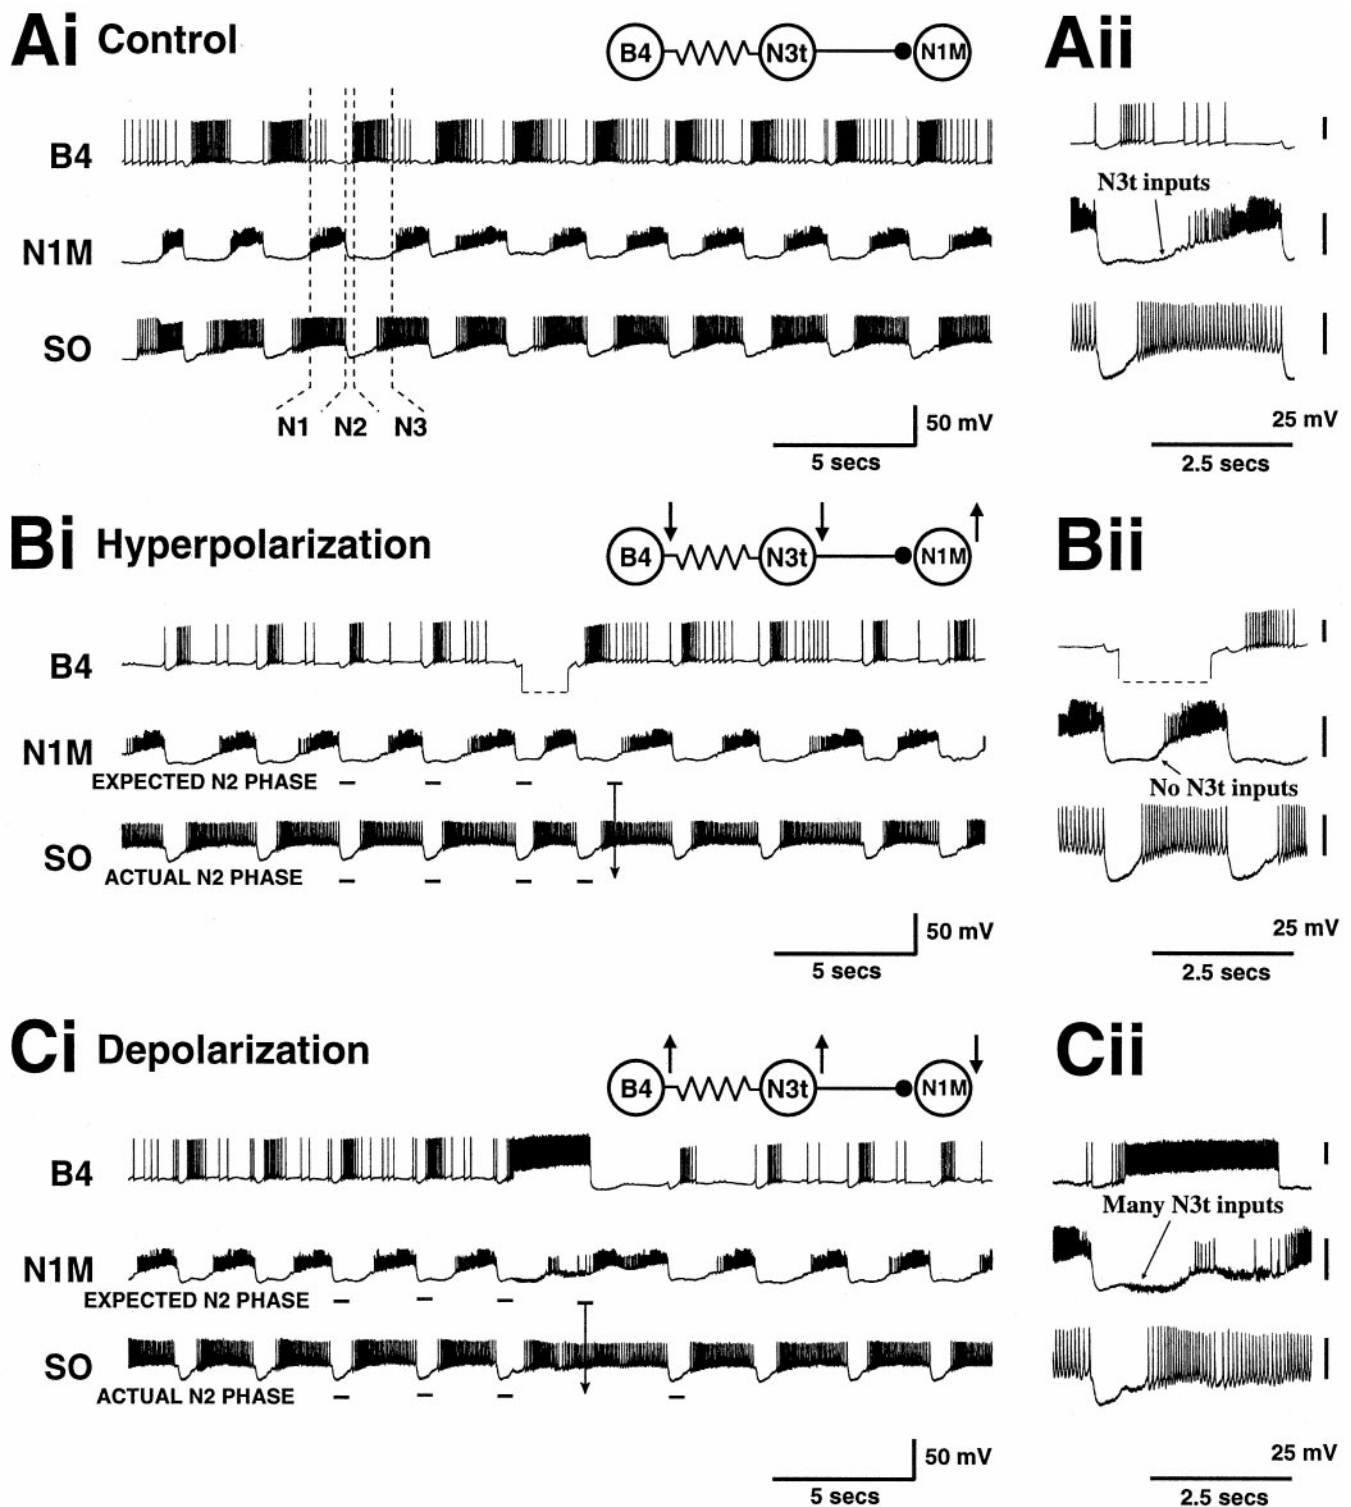 Ai Control
B4 N3t N1M
Aii
B4
N3t inputs
N1M
SO
N1 N2 N3
50 mV
5 secs
25 mV
2.5 secs
Bi Hyperpolarization
B4 N3t N1M
Bii
B4
N1M
EXPECTED N2 PHASE
No N3t inputs
SO
ACTUAL N2 PHASE
50 mV
5 secs
25 mV
2.5 secs
Ci Depolarization
B4 N3t N1M
Cii
B4
Many N3t inputs
N1M
EXPECTED N2 PHASE
SO
ACTUAL N2 PHASE
50 mV
5 secs
25 mV
2.5 secs